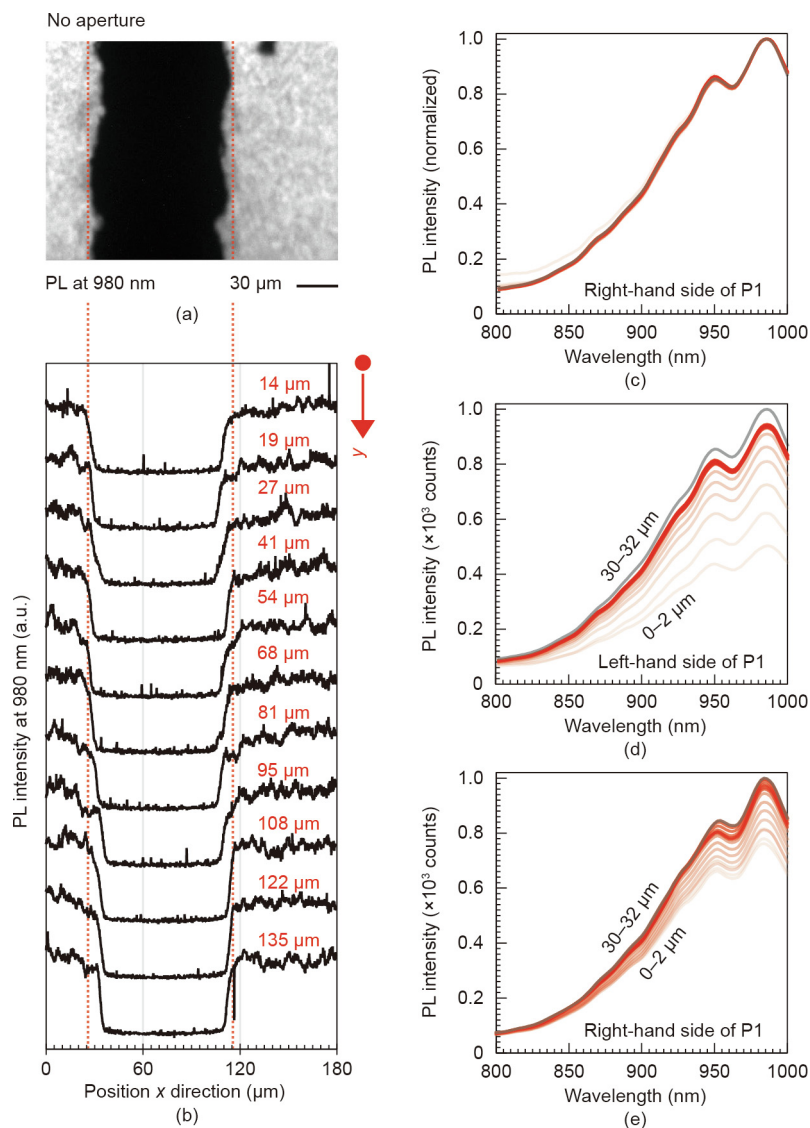 No aperture
PL at 980 nm
30 μm
(a)
14 μm
19 μm
27 μm
41 μm
54 μm
68 μm
81 μm
95 μm
108 μm
122 μm
135 μm
y
PL intensity at 980 nm (a.u.)
0 60 120 180
Position x direction (μm)
(b)
1.0
0.8
0.6
0.4
0.2
0
PL intensity (normalized)
Right-hand side of P1
800 850 900 950 1000
Wavelength (nm)
(c)
1.0
0.8
0.6
0.4
0.2
0
PL intensity (×10³ counts)
30–32 μm
0–2 μm
Left-hand side of P1
800 850 900 950 1000
Wavelength (nm)
(d)
1.0
0.8
0.6
0.4
0.2
0
PL intensity (×10³ counts)
30–32 μm
0–2 μm
Right-hand side of P1
800 850 900 950 1000
Wavelength (nm)
(e)